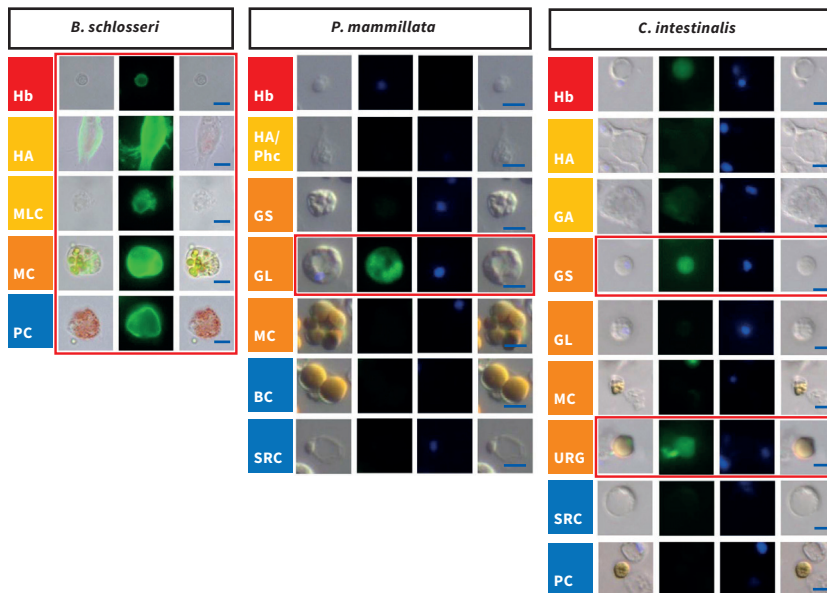 B. schlosseri
Hb
HA
MLC
MC
PC
P. mammillata
Hb
HA/
Phc
GS
GL
MC
BC
SRC
C. intestinalis
Hb
HA
GA
GS
GL
MC
URG
SRC
PC